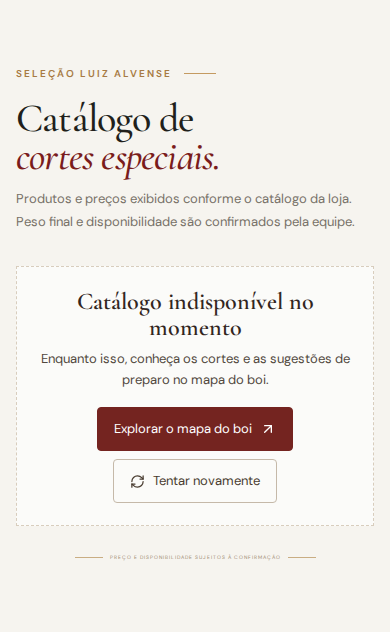 SELEÇÃO LUIZ ALVENSE
Catálogo de
cortes especiais.
Produtos e preços exibidos conforme o catálogo da loja.
Peso final e disponibilidade são confirmados pela equipe.
Catálogo indisponível no
momento
Enquanto isso, conheça os cortes e as sugestões de
preparo no mapa do boi.
Explorar o mapa do boi
Tentar novamente
PREÇO E DISPONIBILIDADE SUJEITOS À CONFIRMAÇÃO